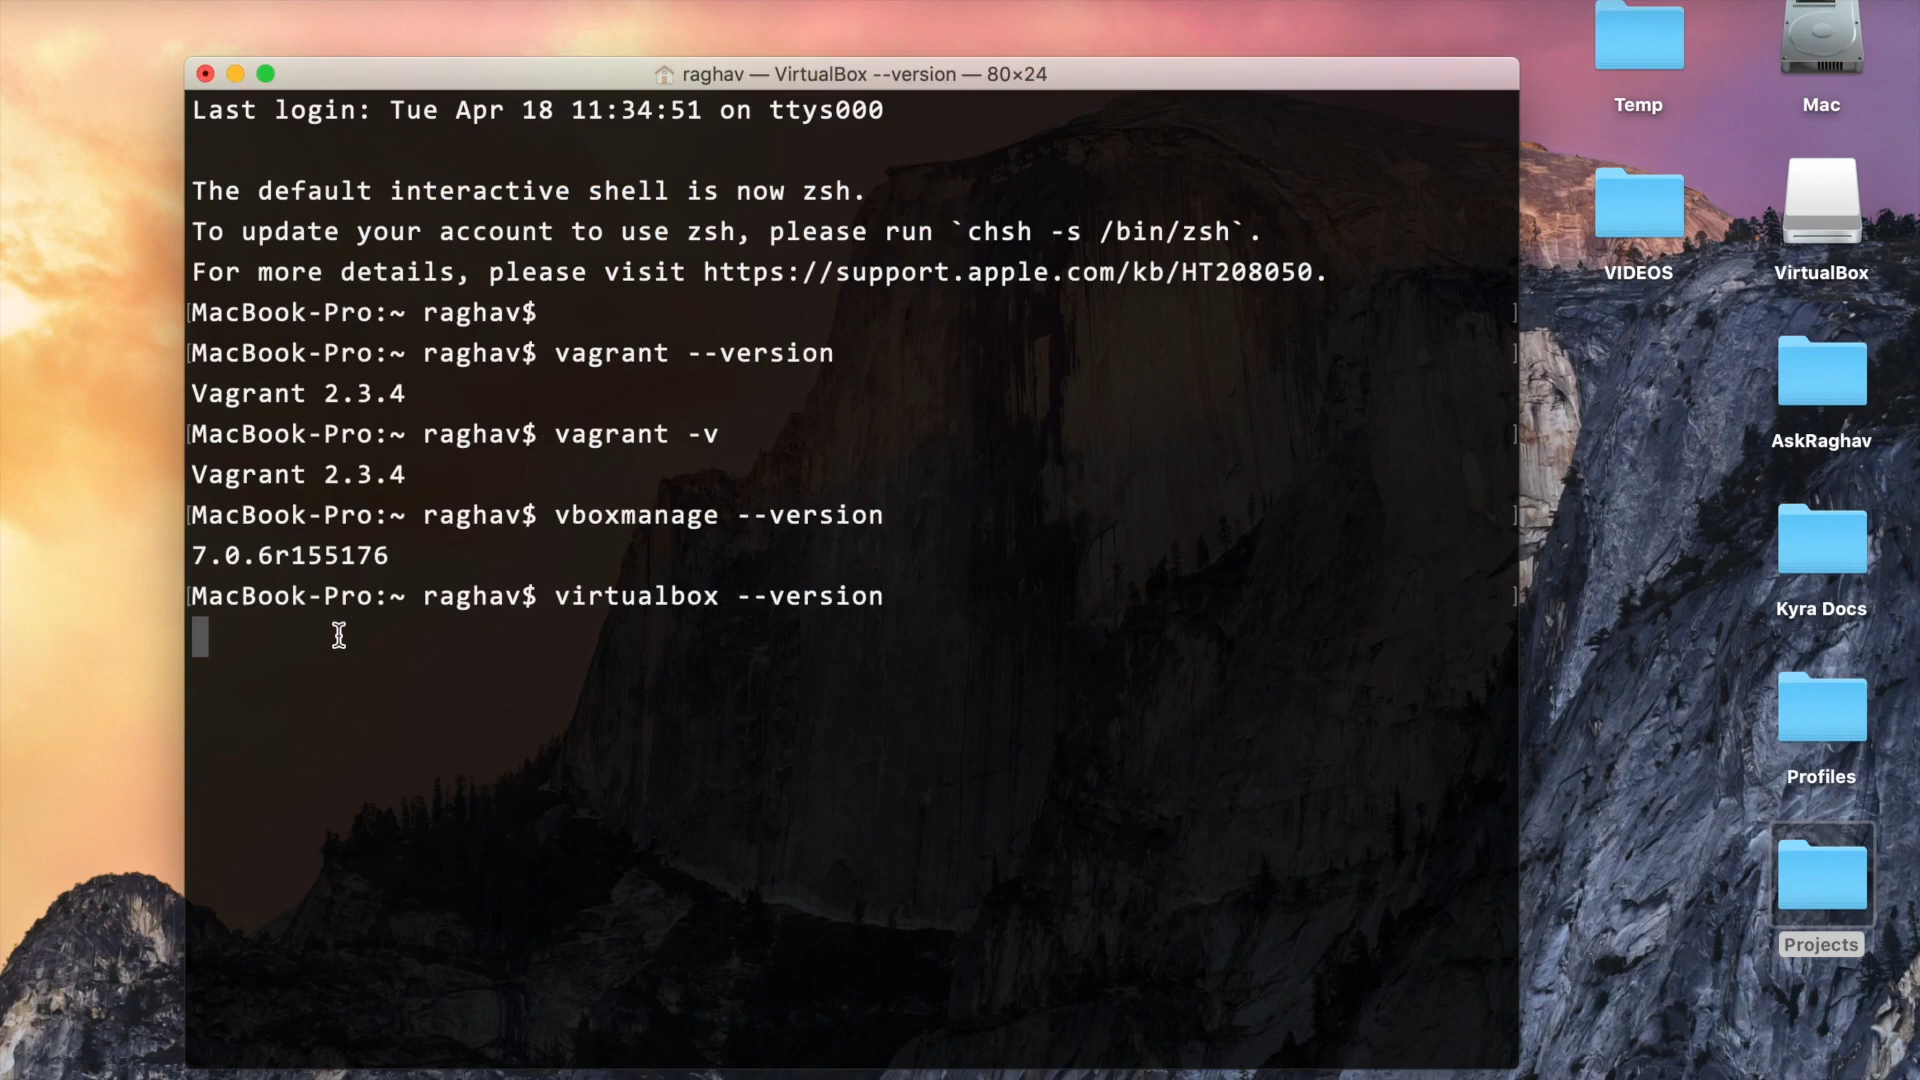 raghav — VirtualBox --version — 80×24
Last login: Tue Apr 18 11:34:51 on ttys000
The default interactive shell is now zsh.
To update your account to use zsh, please run `chsh -s /bin/zsh`.
For more details, please visit https://support.apple.com/kb/HT208050.
[MacBook-Pro:~ raghav$ ]
[MacBook-Pro:~ raghav$ vagrant --version ]
Vagrant 2.3.4
[MacBook-Pro:~ raghav$ vagrant -v ]
Vagrant 2.3.4
[MacBook-Pro:~ raghav$ vboxmanage --version ]
7.0.6r155176
[MacBook-Pro:~ raghav$ virtualbox --version ]
Temp
Mac
VIDEOS
VirtualBox
AskRaghav
Kyra Docs
Profiles
Projects